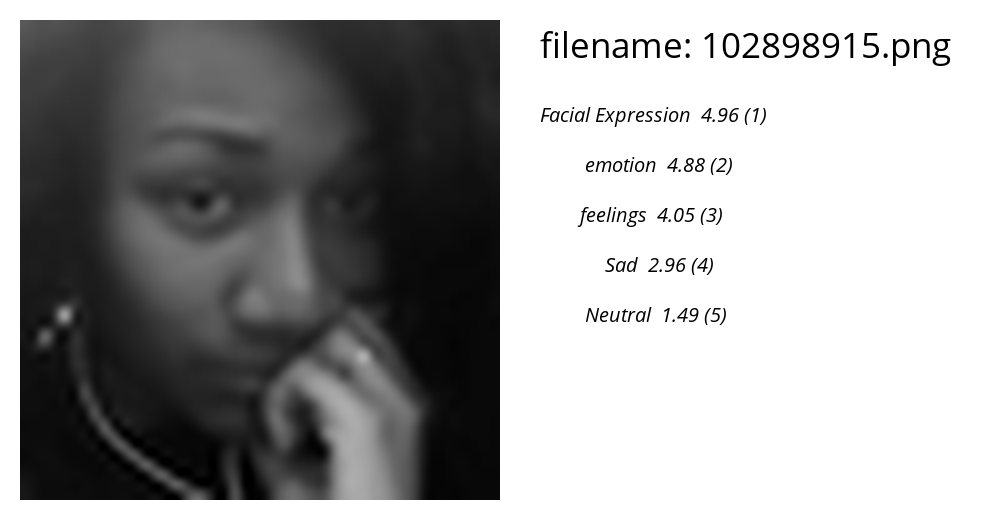 filename: 102898915.png
Facial Expression 4.96 (1)
emotion 4.88 (2)
feelings 4.05 (3)
Sad 2.96 (4)
Neutral 1.49 (5)